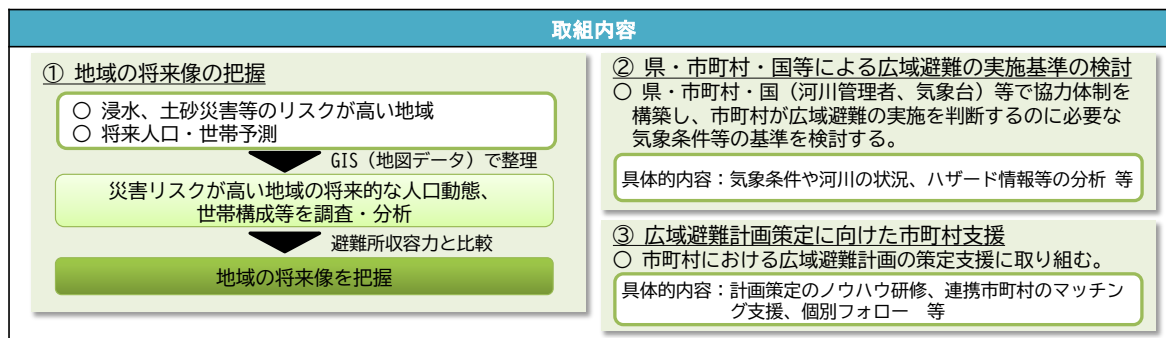 取組内容
① 地域の将来像の把握
○ 浸水、土砂災害等のリスクが高い地域
○ 将来人口・世帯予測
GIS（地図データ）で整理
災害リスクが高い地域の将来的な人口動態、
世帯構成等を調査・分析
避難所収容力と比較
地域の将来像を把握
② 県・市町村・国等による広域避難の実施基準の検討
○ 県・市町村・国（河川管理者、気象台）等で協力体制を
構築し、市町村が広域避難の実施を判断するのに必要な
気象条件等の基準を検討する。
具体的内容：気象条件や河川の状況、ハザード情報等の分析 等
③ 広域避難計画策定に向けた市町村支援
○ 市町村における広域避難計画の策定支援に取り組む。
具体的内容：計画策定のノウハウ研修、連携市町村のマッチン
グ支援、個別フォロー 等